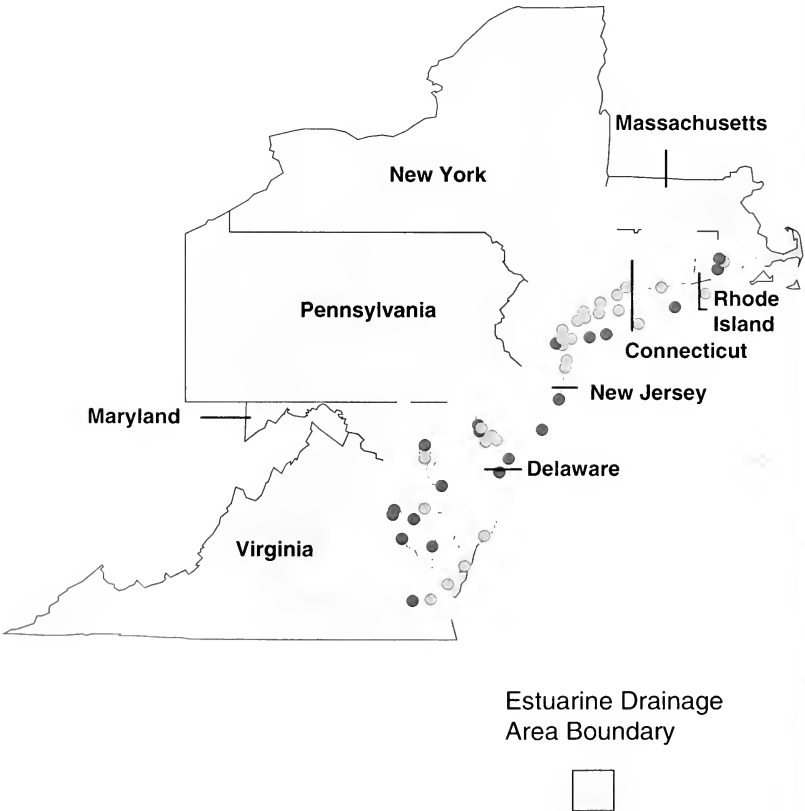 Massachusetts
New York
Pennsylvania
Rhode
Island
Connecticut
New Jersey
Maryland
Delaware
Virginia
Estuarine Drainage
Area Boundary